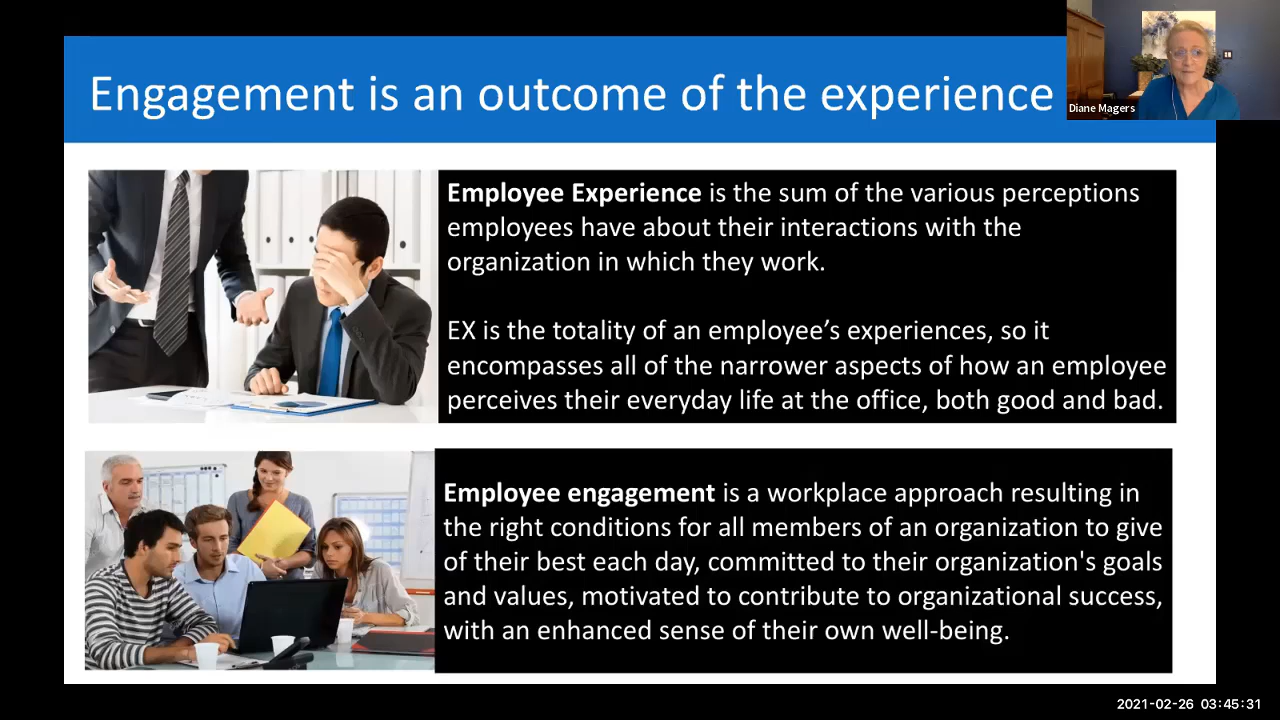 Engagement is an outcome of the experience
Diane Magers
Employee Experience is the sum of the various perceptions
employees have about their interactions with the
organization in which they work.
EX is the totality of an employee’s experiences, so it
encompasses all of the narrower aspects of how an employee
perceives their everyday life at the office, both good and bad.
Employee engagement is a workplace approach resulting in
the right conditions for all members of an organization to give
of their best each day, committed to their organization's goals
and values, motivated to contribute to organizational success,
with an enhanced sense of their own well-being.
2021-02-26 03:45:31